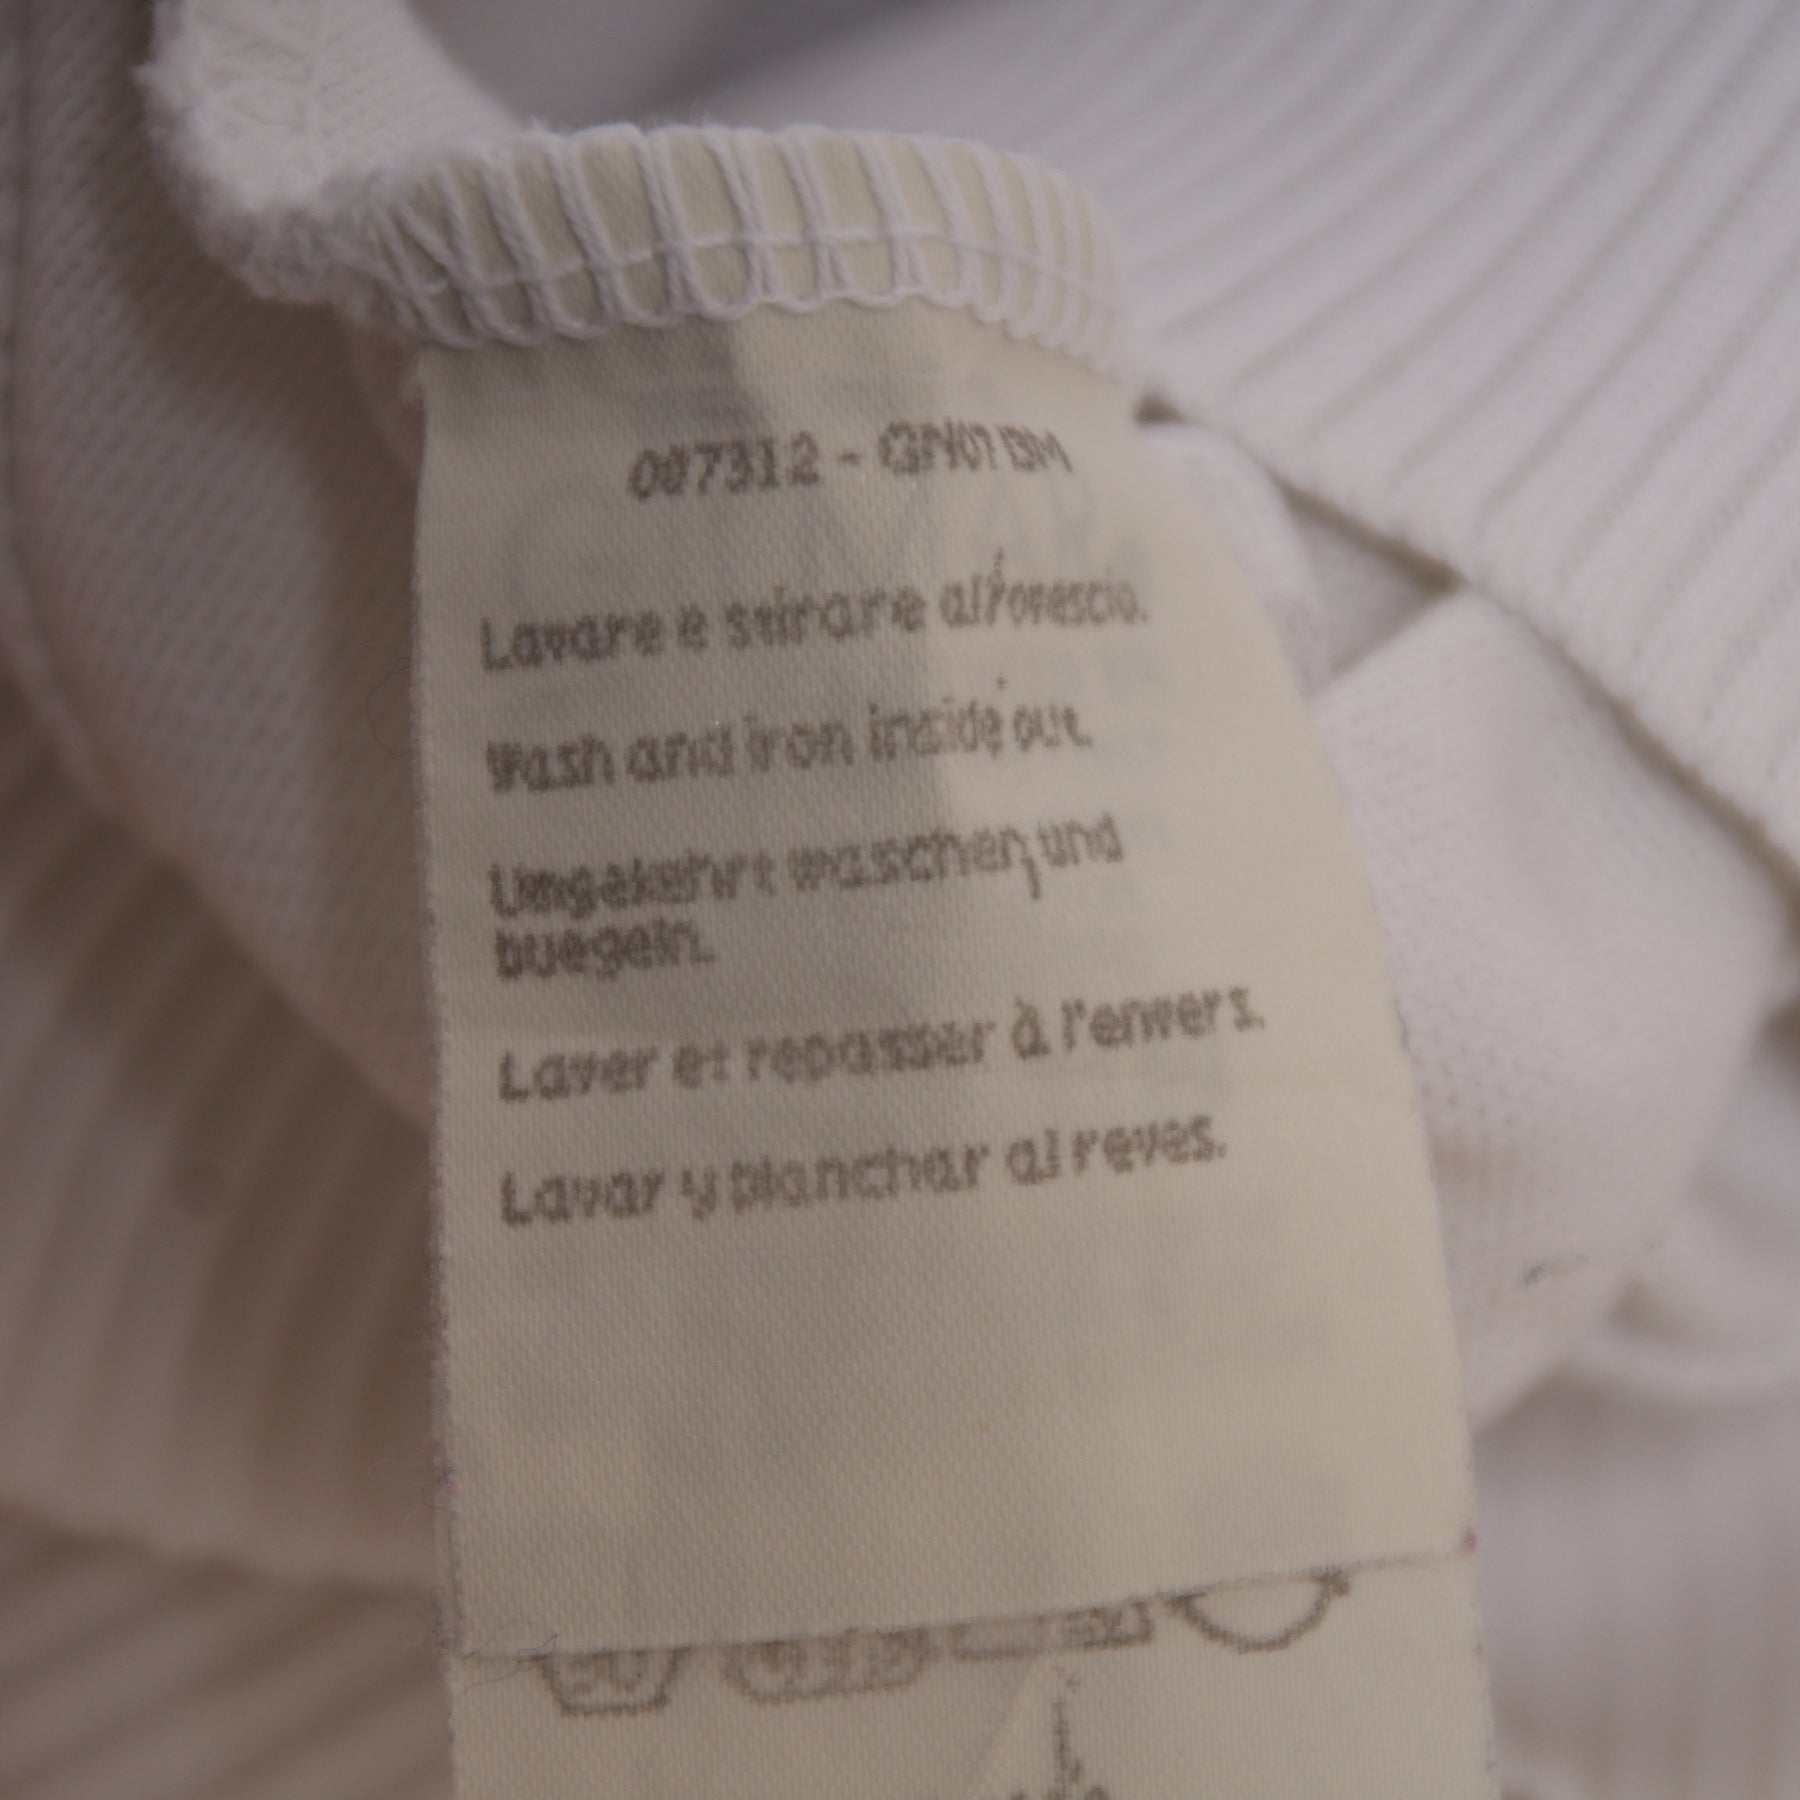 087312 - GN07BM
Lavare e stirare al rovescio.
Wash and iron inside out.
Umgekehrt waschen und
buegeln.
Laver et repasser à l'envers.
Lavar y planchar al reves.